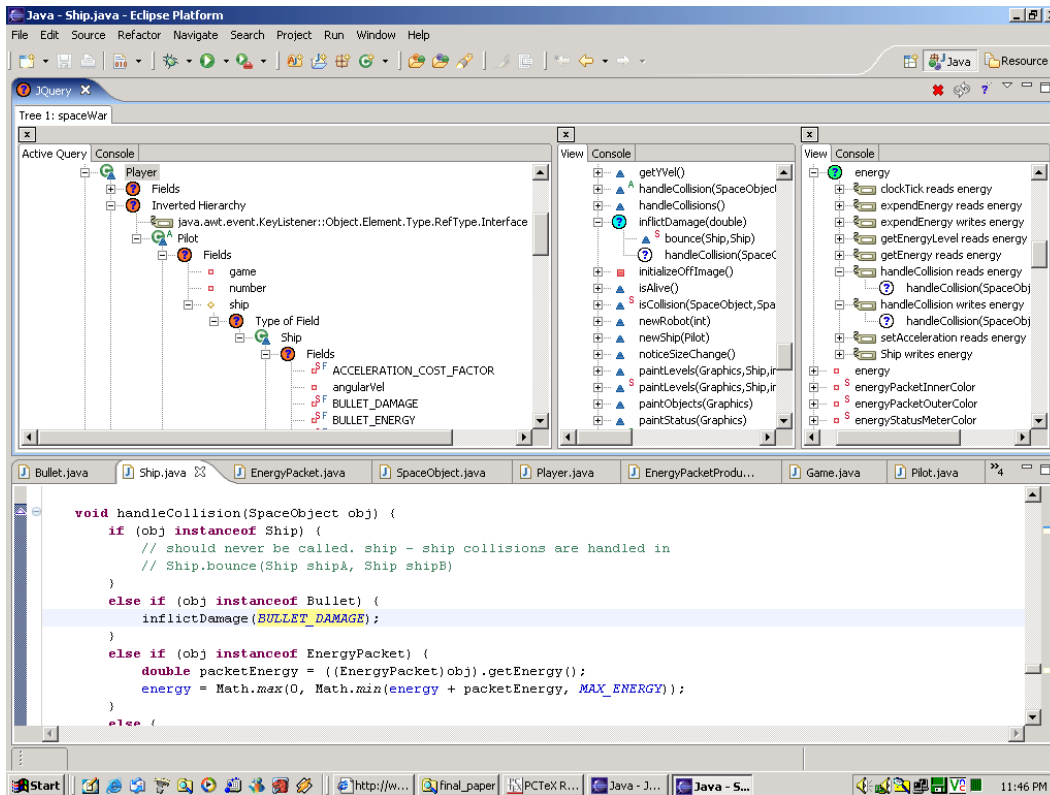 Java - Ship.java - Eclipse Platform
File Edit Source Refactor Navigate Search Project Run Window Help
Java Resource
JQuery
Tree 1: spaceWar
Active Query Console
Player
Fields
Inverted Hierarchy
java.awt.event.KeyListener::Object.Element.Type.RefType.Interface
Pilot
Fields
game
number
ship
Type of Field
Ship
Fields
ACCELERATION_COST_FACTOR
angularVel
BULLET_DAMAGE
BULLET_ENERGY
View Console
getYVel()
handleCollision(SpaceObject
handleCollisions()
inflictDamage(double)
bounce(Ship,Ship)
handleCollision(SpaceC
initializeOffImage()
isAlive()
isCollision(SpaceObject,Spa
newRobot(int)
newShip(Pilot)
noticeSizeChange()
paintLevels(Graphics,Ship,ir
paintLevels(Graphics,Ship,ir
paintObjects(Graphics)
paintStatus(Graphics)
View Console
energy
clockTick reads energy
expendEnergy reads energy
expendEnergy writes energy
getEnergyLevel reads energy
getEnergy reads energy
handleCollision reads energy
handleCollision(SpaceObj
handleCollision writes energy
handleCollision(SpaceObj
setAcceleration reads energy
Ship writes energy
energy
energyPacketInnerColor
energyPacketOuterColor
energyStatusMeterColor
Bullet.java Ship.java EnergyPacket.java SpaceObject.java Player.java EnergyPacketProdu... Game.java Pilot.java »4
void handleCollision(SpaceObject obj) {
if (obj instanceof Ship) {
// should never be called. ship - ship collisions are handled in
// Ship.bounce(Ship shipA, Ship shipB)
}
else if (obj instanceof Bullet) {
inflictDamage(BULLET_DAMAGE);
}
else if (obj instanceof EnergyPacket) {
double packetEnergy = ((EnergyPacket)obj).getEnergy();
energy = Math.max(0, Math.min(energy + packetEnergy, MAX_ENERGY));
}
else {
Start http://w... final_paper PCTeX R... Java - J... Java - S... 11:46 PM